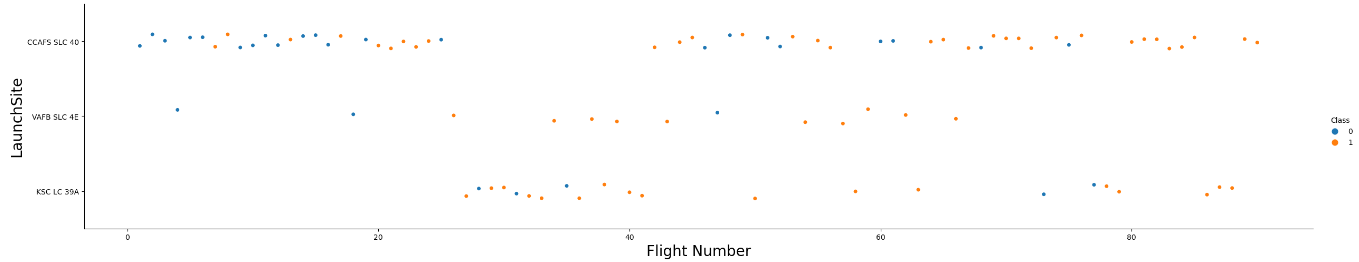 CCAFS SLC 40
VAFB SLC 4E
KSC LC 39A
LaunchSite
0
20
40
60
80
Flight Number
Class
0
1